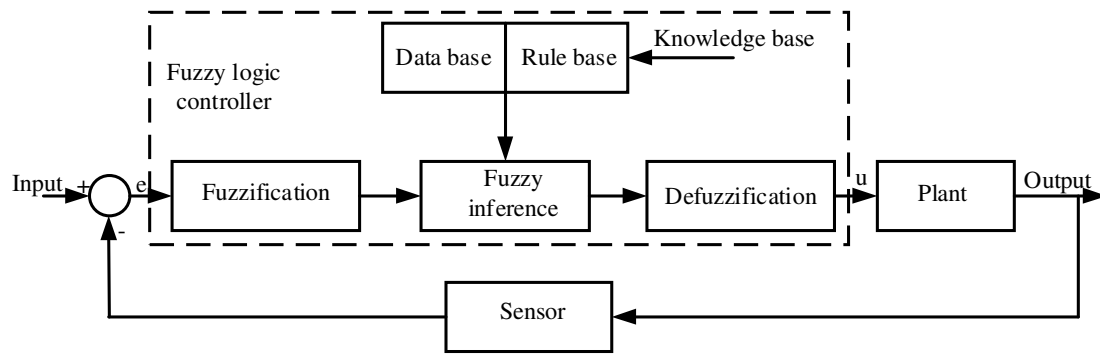 Data base
Rule base
Knowledge base
Fuzzy logic
controller
Input
+
e
-
Fuzzification
Fuzzy
inference
Defuzzification
u
Plant
Output
Sensor